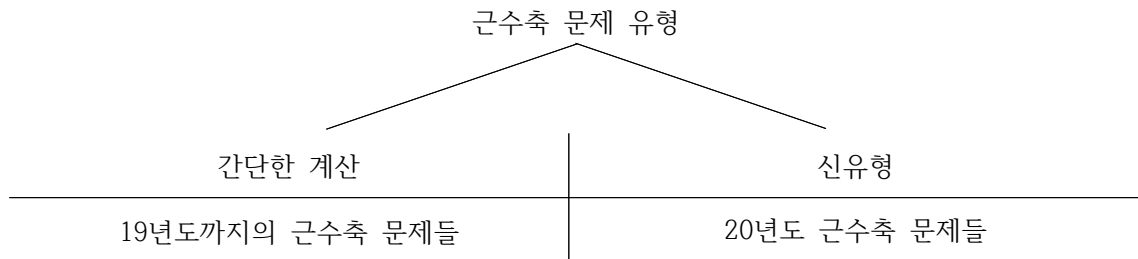 근수축 문제 유형
간단한 계산 신유형
19년도까지의 근수축 문제들 20년도 근수축 문제들